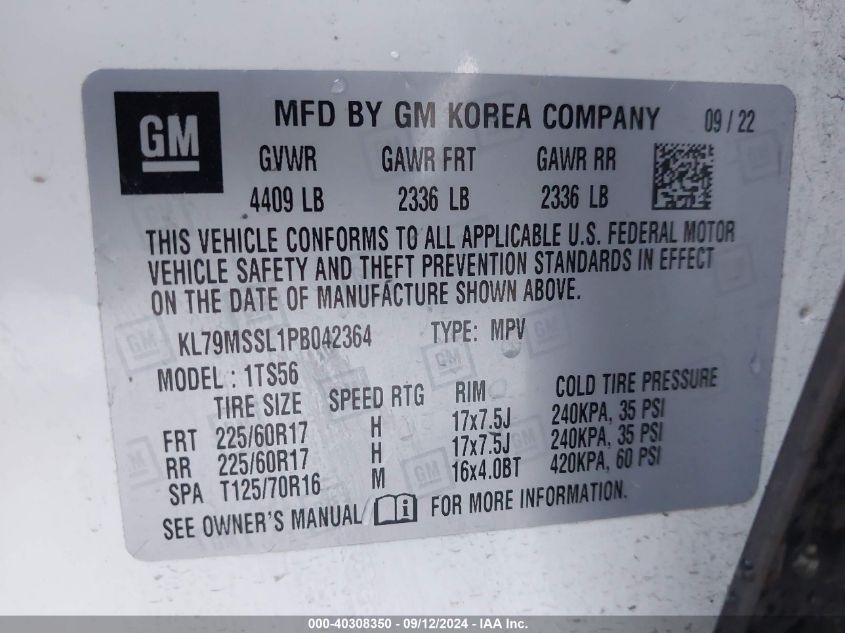 GM
MFD BY GM KOREA COMPANY 09 / 22
GVWR GAWR FRT GAWR RR
4409 LB 2336 LB 2336 LB
THIS VEHICLE CONFORMS TO ALL APPLICABLE U.S. FEDERAL MOTOR
VEHICLE SAFETY AND THEFT PREVENTION STANDARDS IN EFFECT
ON THE DATE OF MANUFACTURE SHOWN ABOVE.
KL79MSSL1PB042364 TYPE: MPV
MODEL : 1TS56
TIRE SIZE SPEED RTG RIM COLD TIRE PRESSURE
FRT 225/60R17 H 17x7.5J 240KPA, 35 PSI
RR 225/60R17 H 17x7.5J 240KPA, 35 PSI
SPA T125/70R16 M 16x4.0BT 420KPA, 60 PSI
SEE OWNER'S MANUAL/ FOR MORE INFORMATION.
000-40308350 - 09/12/2024 - IAA Inc.